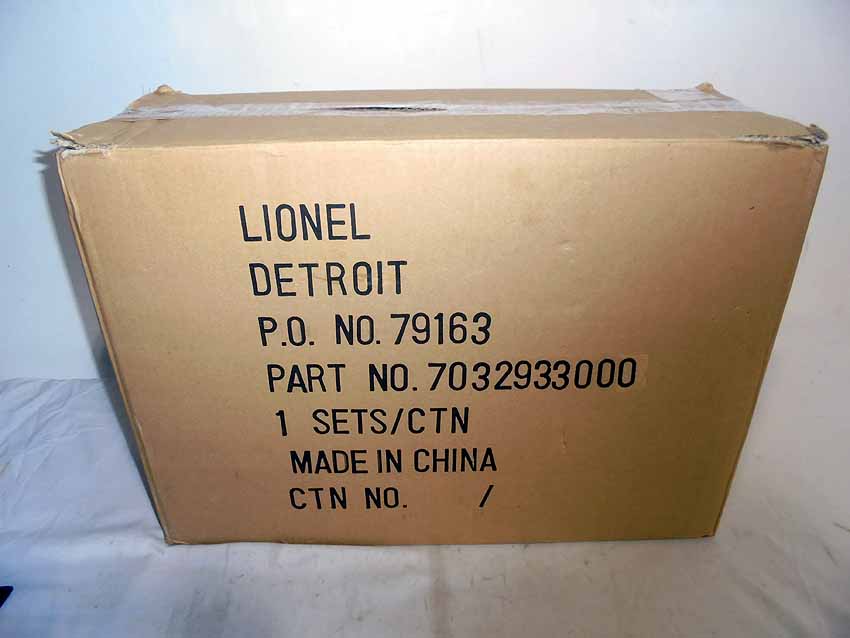 LIONEL
DETROIT
P.O. NO. 79163
PART NO. 7032933000
1 SETS/CTN
MADE IN CHINA
CTN NO. /